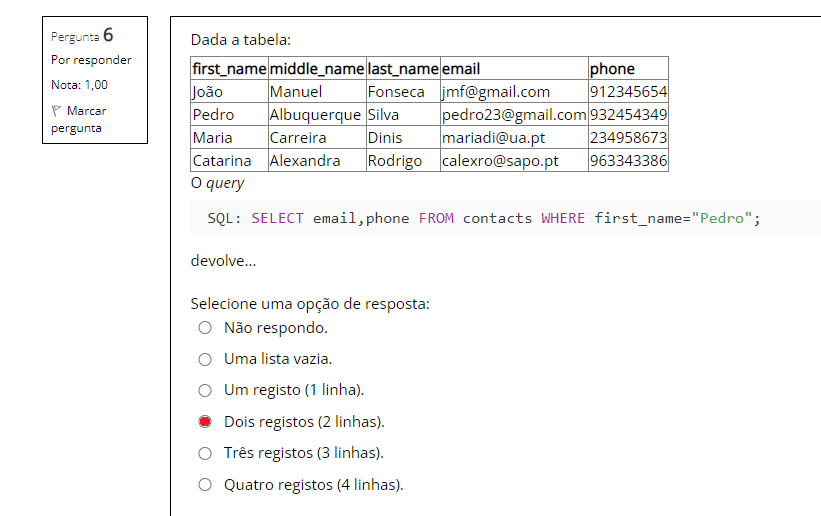 Pergunta 6
Por responder
Nota: 1,00
Marcar
pergunta
Dada a tabela:
first_name middle_name last_name email phone
João Manuel Fonseca jmf@gmail.com 912345654
Pedro Albuquerque Silva pedro23@gmail.com 932454349
Maria Carreira Dinis mariadi@ua.pt 234958673
Catarina Alexandra Rodrigo calexro@sapo.pt 963343386
O query
SQL: SELECT email,phone FROM contacts WHERE first_name="Pedro";
devolve...
Selecione uma opção de resposta:
Não respondo.
Uma lista vazia.
Um registo (1 linha).
Dois registos (2 linhas).
Três registos (3 linhas).
Quatro registos (4 linhas).